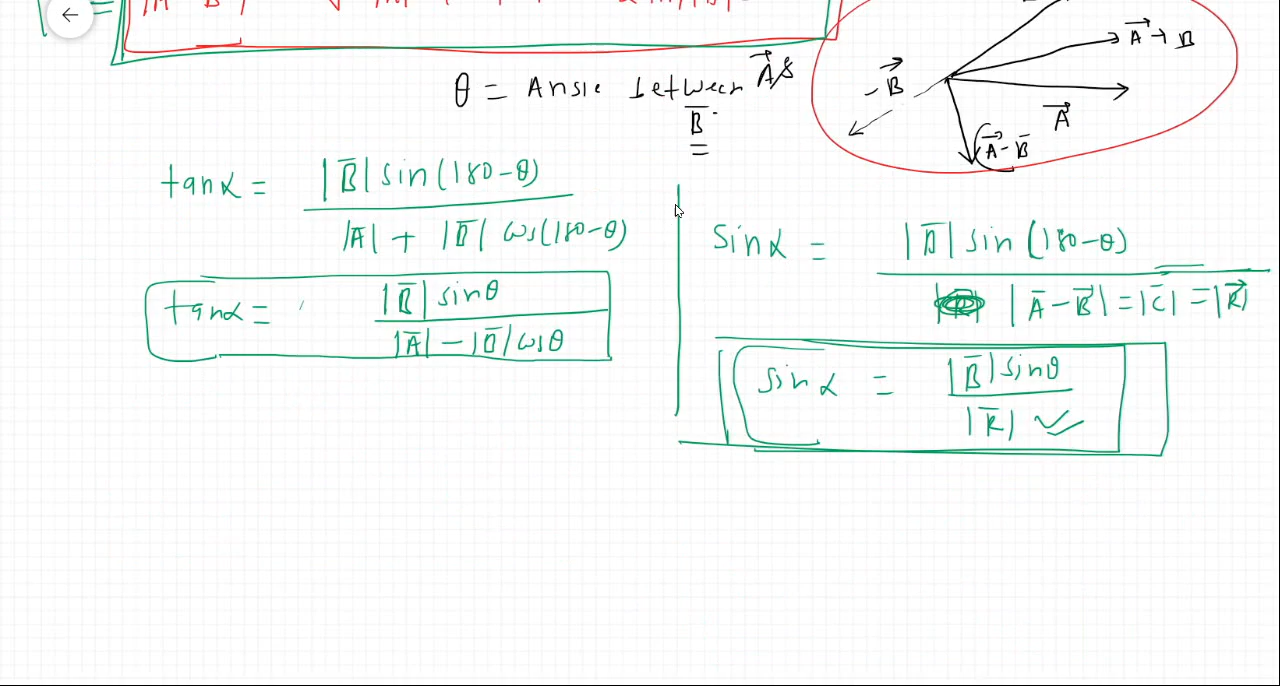 θ = Angle between A⃗ &
B̅
A⃗ + B
- B⃗
A⃗
A⃗ - B̅
tanα = |B̅| sin(180-θ) / |A̅| + |B̅| cos(180-θ)
tanα = |B̅| sinθ / |A̅| - |B̅| cosθ
sinα = |B̅| sin(180-θ) / |A̅ - B⃗| = |C̅| = |R⃗|
sinα = |B̅| sinθ / |R̅|